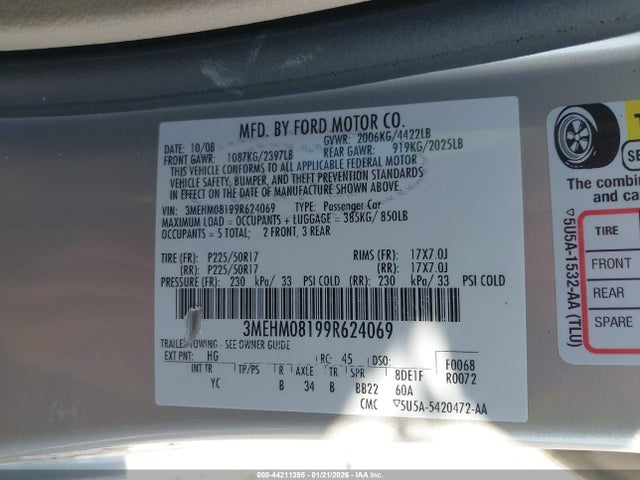 MFD. BY FORD MOTOR CO.
DATE: 10/08 GVWR: 2006KG/4422LB
FRONT GAWR: 1087KG/2397LB REAR GAWR: 919KG/2025LB
THIS VEHICLE CONFORMS TO ALL APPLICABLE FEDERAL MOTOR
VEHICLE SAFETY, BUMPER, AND THEFT PREVENTION STANDARDS
IN EFFECT ON THE DATE OF MANUFACTURE SHOWN ABOVE.
VIN: 3MEHM08199R624069 TYPE: Passenger Car
MAXIMUM LOAD = OCCUPANTS + LUGGAGE = 385KG/ 850LB
OCCUPANTS = 5 TOTAL; 2 FRONT, 3 REAR
TIRE (FR): P225/50R17 RIMS (FR): 17X7.0J
(RR): P225/50R17 (RR): 17X7.0J
PRESSURE (FR): 230 kPa/ 33 PSI COLD (RR): 230 kPa/ 33 PSI COLD
3MEHM08199R624069
TRAILER TOWING - SEE OWNER GUIDE
EXT PNT: HG RC: 45 DSO: F0068
INT TR TP/PS R AXLE TR SPR 8DE1F R0072
YC B 34 B BB22 60A
CMC ▽5U5A-5420472-AA
The combin
TIRE
FRONT
REAR
SPARE
▽5U5A-1532-AA (TLU)
000-44211395 - 01/21/2026 - IAA Inc.